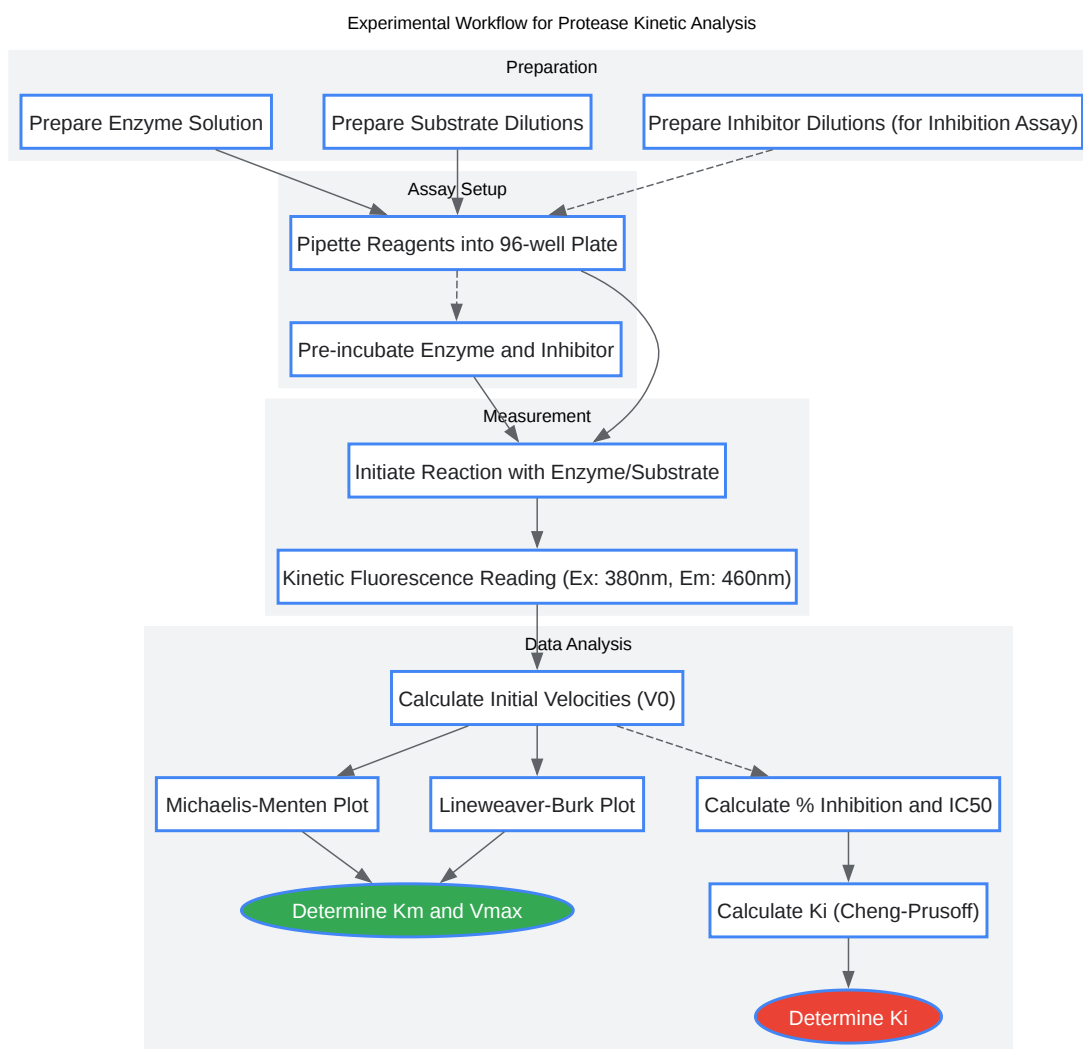 Experimental Workflow for Protease Kinetic Analysis
Preparation
Prepare Enzyme Solution
Prepare Substrate Dilutions
Prepare Inhibitor Dilutions (for Inhibition Assay)
Assay Setup
Pipette Reagents into 96-well Plate
Pre-incubate Enzyme and Inhibitor
Measurement
Initiate Reaction with Enzyme/Substrate
Kinetic Fluorescence Reading (Ex: 380nm, Em: 460nm)
Data Analysis
Calculate Initial Velocities (V0)
Michaelis-Menten Plot
Lineweaver-Burk Plot
Calculate % Inhibition and IC50
Determine Km and Vmax
Calculate Ki (Cheng-Prusoff)
Determine Ki